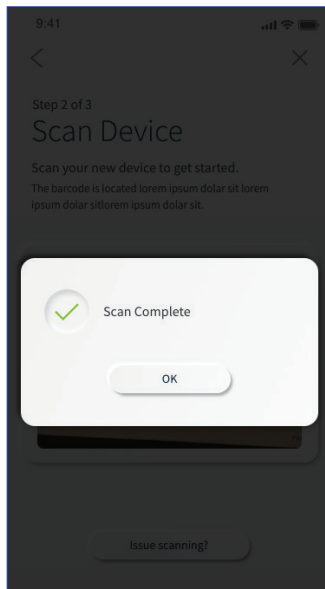 9:41
Step 2 of 3
Scan Device
Scan your new device to get started.
The barcode is located lorem ipsum dolar sit lorem
ipsum dolar sitlorem ipsum dolar sit.
Scan Complete
OK
Issue scanning?